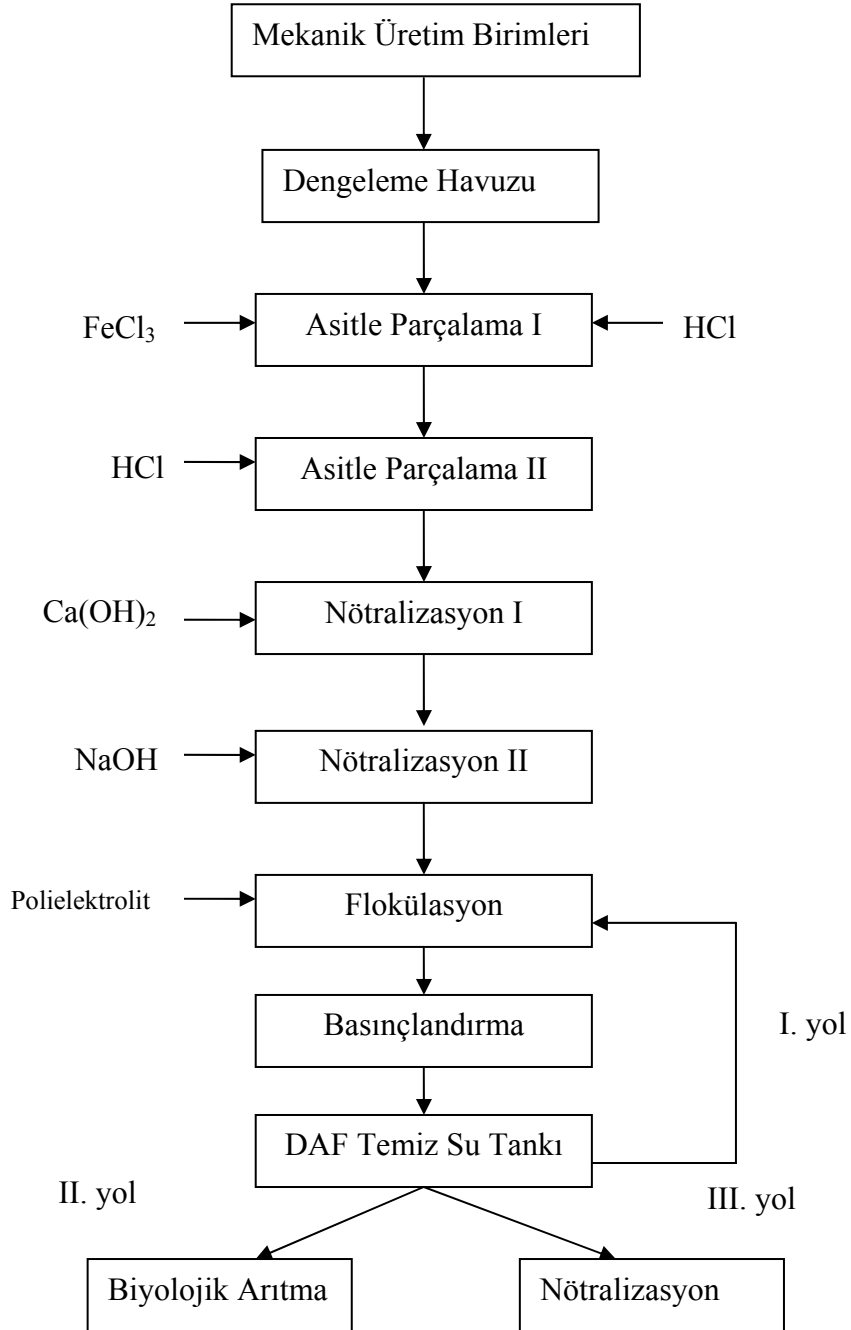 Mekanik Üretim Birimleri
Dengeleme Havuzu
FeCl₃
Asitle Parçalama I
HCl
HCl
Asitle Parçalama II
Ca(OH)₂
Nötralizasyon I
NaOH
Nötralizasyon II
Polielektrolit
Flokülasyon
Basınçlandırma
I. yol
DAF Temiz Su Tankı
II. yol
III. yol
Biyolojik Arıtma
Nötralizasyon